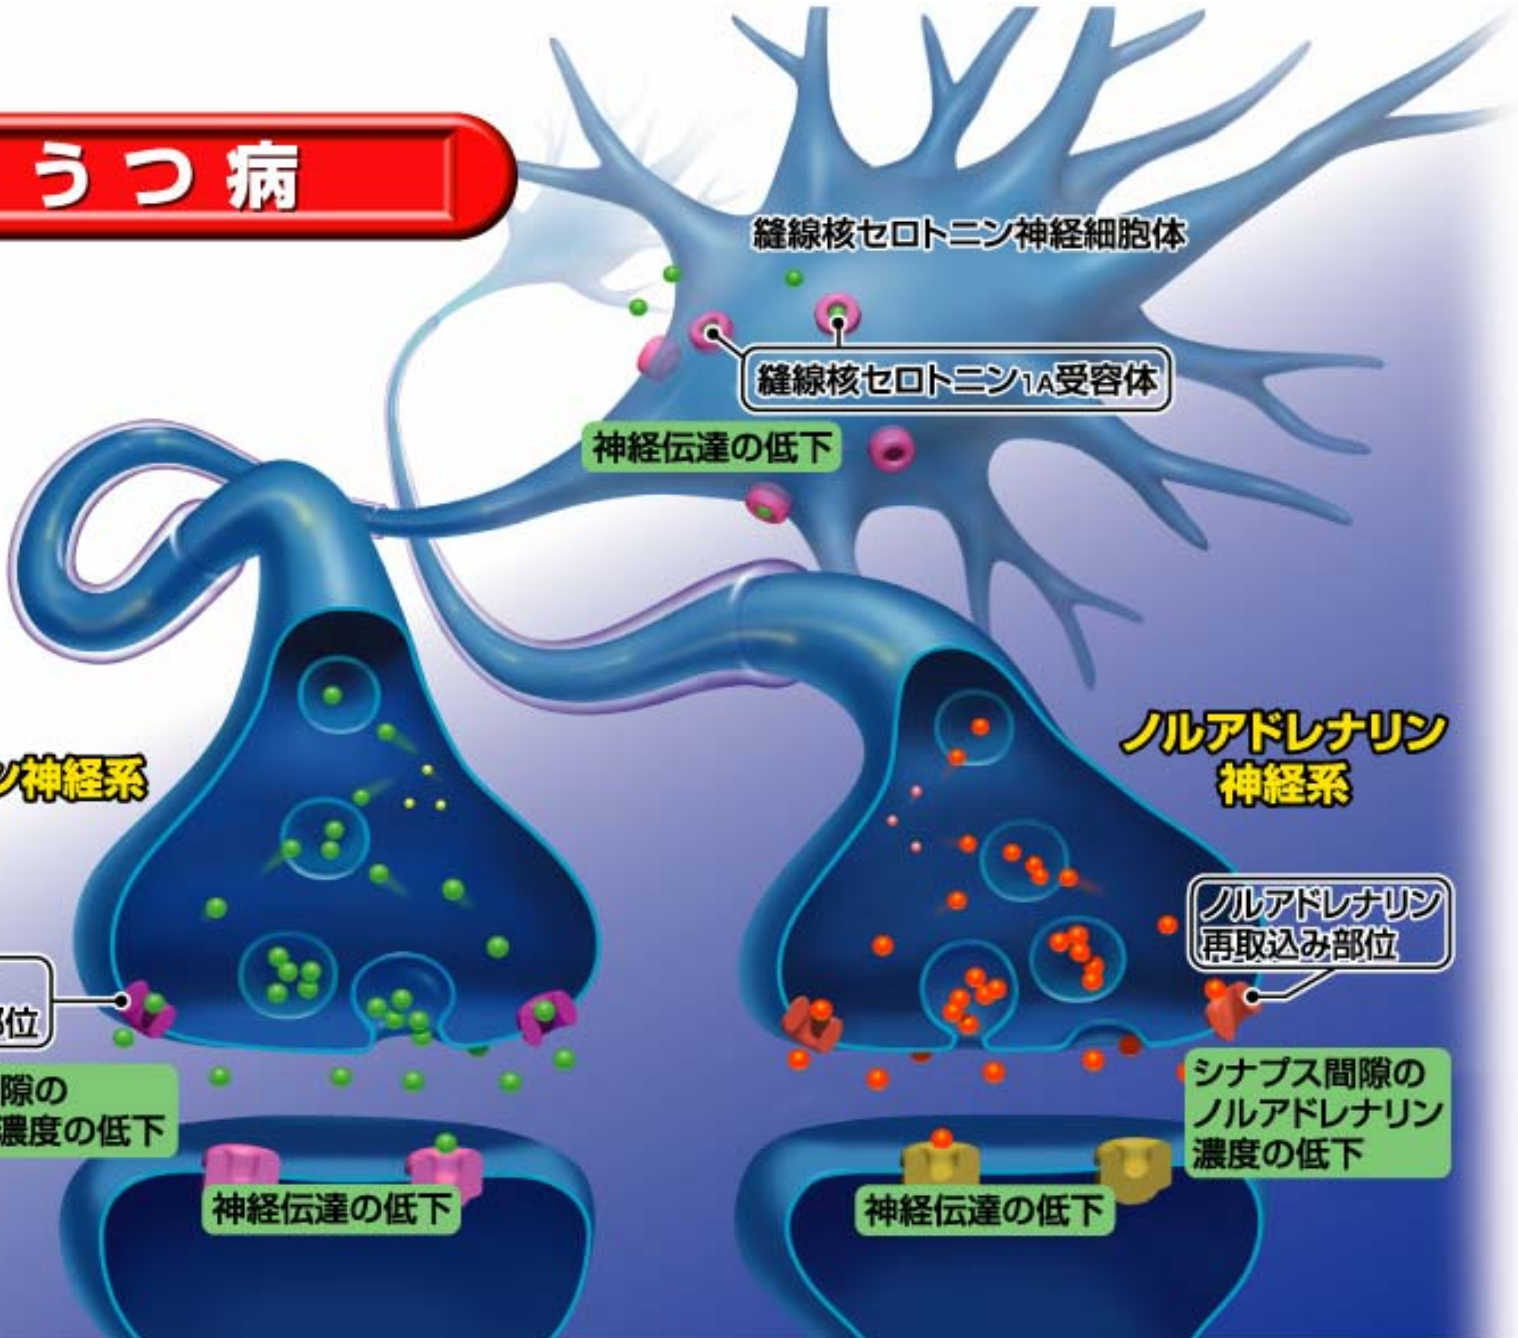 うつ病
縫線核セロトニン神経細胞体
縫線核セロトニン1A受容体
神経伝達の低下
ン神経系
ノルアドレナリン
神経系
部位
ノルアドレナリン
再取込み部位
隙の
濃度の低下
シナプス間隙の
ノルアドレナリン
濃度の低下
神経伝達の低下
神経伝達の低下